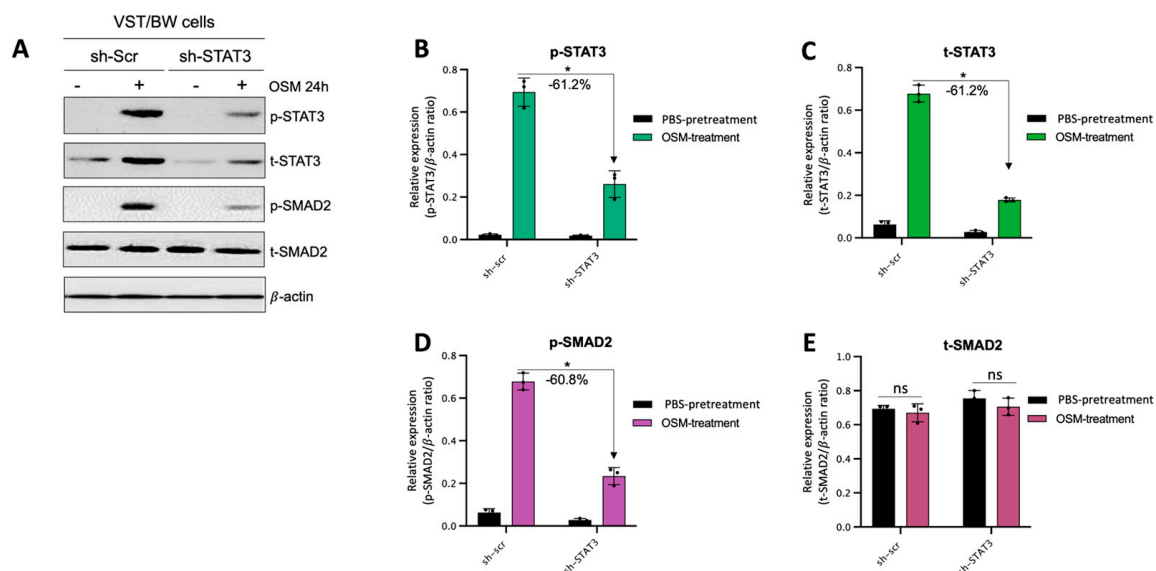 VST/BW cells
A
sh-Scr sh-STAT3
- + - + OSM 24h
p-STAT3
t-STAT3
p-SMAD2
t-SMAD2
β-actin
B
p-STAT3
Relative expression
(p-STAT3/β-actin ratio)
0.8
0.6
0.4
0.2
0.0
*
-61.2%
sh-scr
sh-STAT3
PBS-pretreatment
OSM-treatment
C
t-STAT3
Relative expression
(t-STAT3/β-actin ratio)
0.8
0.6
0.4
0.2
0.0
*
-61.2%
sh-scr
sh-STAT3
PBS-pretreatment
OSM-treatment
D
p-SMAD2
Relative expression
(p-SMAD2/β-actin ratio)
0.8
0.6
0.4
0.2
0.0
*
-60.8%
sh-scr
sh-STAT3
PBS-pretreatment
OSM-treatment
E
t-SMAD2
Relative expression
(t-SMAD2/β-actin ratio)
1.0
0.8
0.6
0.4
0.2
0.0
ns
ns
sh-scr
sh-STAT3
PBS-pretreatment
OSM-treatment